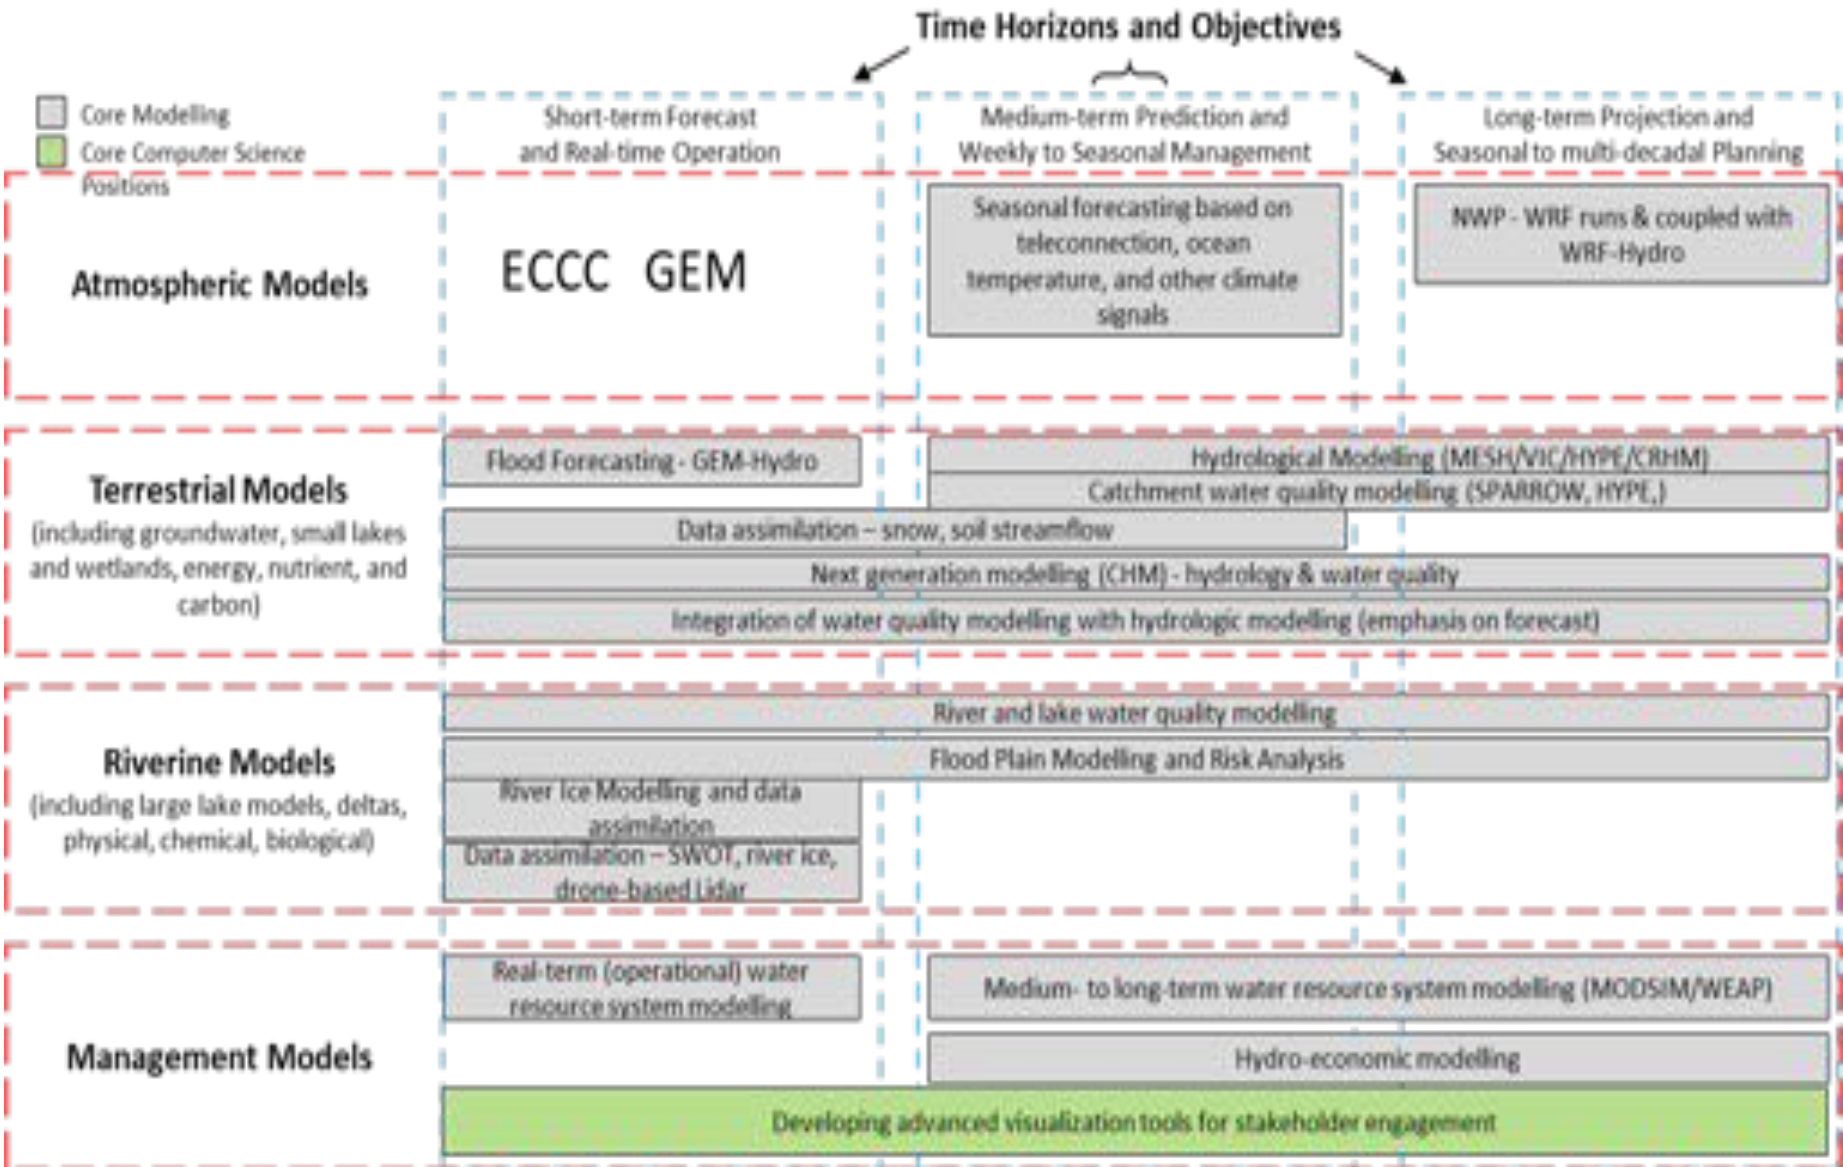 Time Horizons and Objectives
Core Modelling
Core Computer Science
Positions
Short-term Forecast
and Real-time Operation
Medium-term Prediction and
Weekly to Seasonal Management
Long-term Projection and
Seasonal to multi-decadal Planning
Atmospheric Models
ECCC GEM
Seasonal forecasting based on
teleconnection, ocean
temperature, and other climate
signals
NWP - WRF runs & coupled with
WRF-Hydro
Terrestrial Models
(including groundwater, small lakes
and wetlands, energy, nutrient, and
carbon)
Flood Forecasting - GEM-Hydro
Hydrological Modelling (MESH/VIC/HYPE/CRHM)
Catchment water quality modelling (SPARROW, HYPE,)
Data assimilation – snow, soil streamflow
Next generation modelling (CHM) - hydrology & water quality
Integration of water quality modelling with hydrologic modelling (emphasis on forecast)
Riverine Models
(including large lake models, deltas,
physical, chemical, biological)
River and lake water quality modelling
Flood Plain Modelling and Risk Analysis
River Ice Modelling and data
assimilation
Data assimilation – SWOT, river ice,
drone-based Lidar
Management Models
Real-term (operational) water
resource system modelling
Medium- to long-term water resource system modelling (MODSIM/WEAP)
Hydro-economic modelling
Developing advanced visualization tools for stakeholder engagement